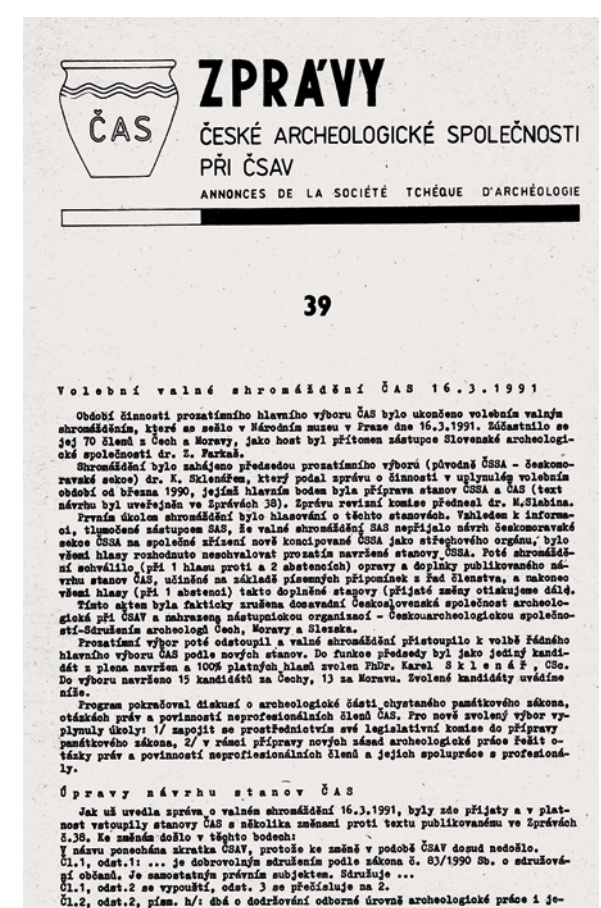 ČAS
ZPRÁVY
ČESKÉ ARCHEOLOGICKÉ SPOLEČNOSTI
PŘI ČSAV
ANNONCES DE LA SOCIÉTÉ TCHÉQUE D'ARCHÉOLOGIE
39
Volební valné shromáždění ČAS 16.3.1991
Období činnosti prozatímního hlavního výboru ČAS bylo ukončeno volebním valným
shromážděním, které se sešlo v Národním muzeu v Praze dne 16.3.1991. Zúčastnilo se
jej 70 členů z Čech a Moravy, jako host byl přítomen zástupce Slovenské archeologi-
cké společnosti dr. Z. Farkaš.
Shromáždění bylo zahájeno předsedou prozatímního výboru (původně ČSSA - českomo-
ravské sekce) dr. K. Sklenářem, který podal zprávu o činnosti v uplynulém volebním
období od března 1990, jejímž hlavním bodem byla příprava stanov ČSSA a ČAS (text
návrhu byl uveřejněn ve Zprávách 38). Zprávu revizní komise přednesl dr. M.Slabina.
Prvním úkolem shromáždění bylo hlasování o těchto stanovách. Vzhledem k informa-
ci, tlumočené zástupcem SAS, že valné shromáždění SAS nepřijalo návrh českomoravské
sekce ČSSA na společné zřízení nově koncipované ČSSA jako střechového orgánu, bylo
všemi hlasy rozhodnuto neschvalovat prozatím navržené stanovy ČSSA. Poté shromáždě-
ní schválilo (při 1 hlasu proti a 2 abstencích) opravy a doplňky publikovaného ná-
vrhu stanov ČAS, učiněné na základě písemných připomínek z řad členstva, a nakonec
všemi hlasy (při 1 abstenci) takto doplněné stanovy (přijaté změny otiskujeme dále).
Tímto aktem byla fakticky zrušena dosavadní Československá společnost archeolo-
gická při ČSAV a nahrazena nástupnickou organizací - Českouarcheologickou společno-
stí-Sdružením archeologů Čech, Moravy a Slezska.
Prozatímní výbor poté odstoupil a valné shromáždění přistoupilo k volbě řádného
hlavního výboru ČAS podle nových stanov. Do funkce předsedy byl jako jediný kandi-
dát z plena navržen a 100% platných hlasů zvolen PhDr. Karel Sklenář, CSc.
Do výboru navrženo 15 kandidátů za Čechy, 13 za Moravu. Zvolené kandidáty uvádíme
níže.
Program pokračoval diskusí o archeologické části chystaného památkového zákona,
otázkách práv a povinností neprofesionálních členů ČAS. Pro nově zvolený výbor vy-
plynuly úkoly: 1/ zapojit se prostřednictvím své legislativní komise do přípravy
památkového zákona, 2/ v rámci přípravy nových zásad archeologické práce řešit o-
tázky práv a povinností neprofiesionálních členů a jejich spolupráce s profesioná-
ly.
Úpravy návrhu stanov ČAS
Jak už uvedla zpráva o valném shromáždění 16.3.1991, byly zde přijaty a v plat-
nost vstoupily stanovy ČAS s několika změnami proti textu publikovanému ve Zprávách
č.38. Ke změnám došlo v těchto bodech:
V názvu ponechána zkratka ČSAV, protože ke změně v podobě ČSAV dosud nedošlo.
Čl.1, odst.1: ... je dobrovolným sdružením podle zákona č. 83/1990 Sb. o sdružová-
ní občanů. Je samostatným právním subjektem. Sdružuje ...
Čl.1, odst.2 se vypouští, odst. 3 se přečísluje na 2.
Čl.2, odst.2, písm. h/: dbá o dodržování odborné úrovně archeologické práce i je-